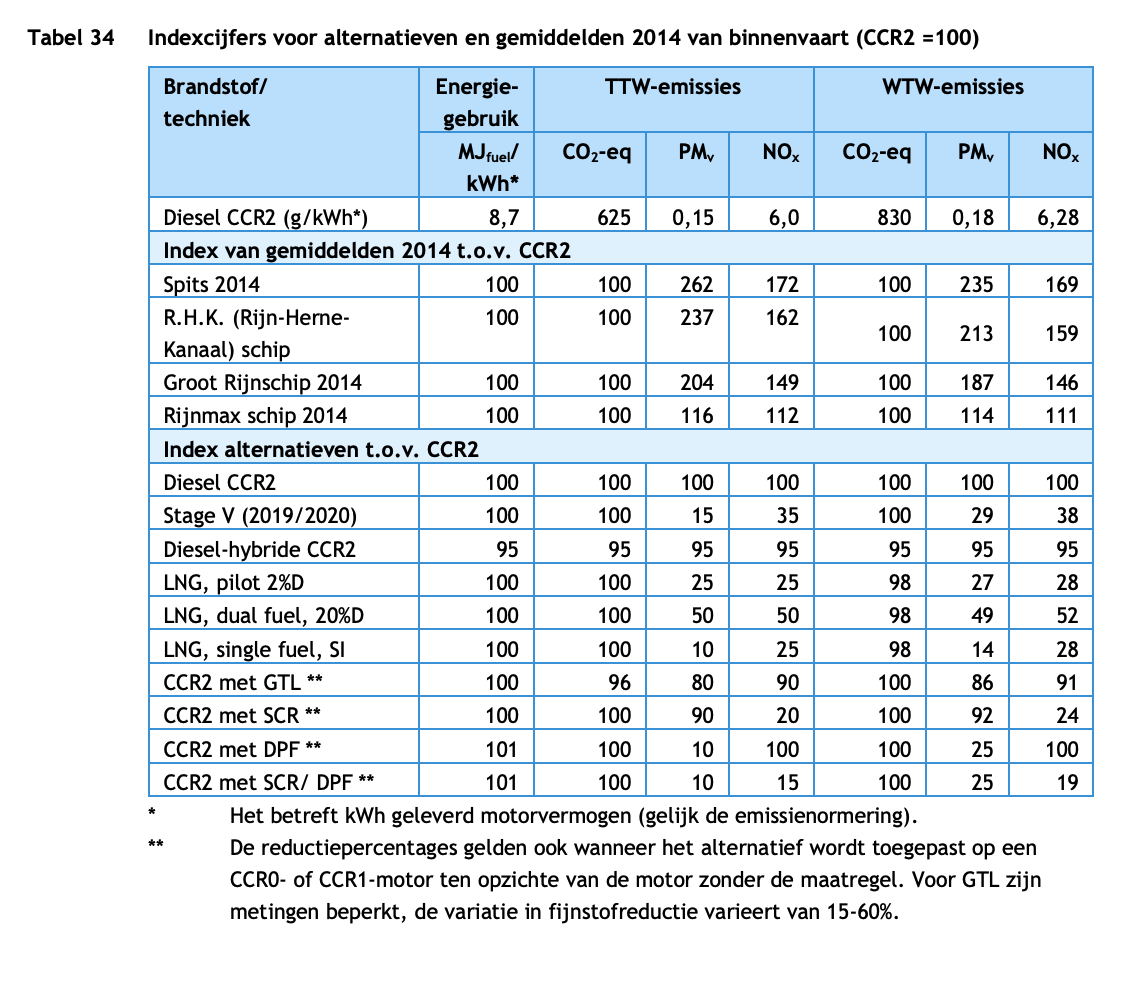 Tabel 34 Indexcijfers voor alternatieven en gemiddelden 2014 van binnenvaart (CCR2 =100)
Brandstof/ Energie- TTW-emissies WTW-emissies
techniek gebruik
MJfuel/ CO2-eq PMv NOx CO2-eq PMv NOx
kWh*
Diesel CCR2 (g/kWh*) 8,7 625 0,15 6,0 830 0,18 6,28
Index van gemiddelden 2014 t.o.v. CCR2
Spits 2014 100 100 262 172 100 235 169
R.H.K. (Rijn-Herne- 100 100 237 162 100 213 159
Kanaal) schip
Groot Rijnschip 2014 100 100 204 149 100 187 146
Rijnmax schip 2014 100 100 116 112 100 114 111
Index alternatieven t.o.v. CCR2
Diesel CCR2 100 100 100 100 100 100 100
Stage V (2019/2020) 100 100 15 35 100 29 38
Diesel-hybride CCR2 95 95 95 95 95 95 95
LNG, pilot 2%D 100 100 25 25 98 27 28
LNG, dual fuel, 20%D 100 100 50 50 98 49 52
LNG, single fuel, SI 100 100 10 25 98 14 28
CCR2 met GTL ** 100 96 80 90 100 86 91
CCR2 met SCR ** 100 100 90 20 100 92 24
CCR2 met DPF ** 101 100 10 100 100 25 100
CCR2 met SCR/ DPF ** 101 100 10 15 100 25 19
* Het betreft kWh geleverd motorvermogen (gelijk de emissienormering).
** De reductiepercentages gelden ook wanneer het alternatief wordt toegepast op een
CCR0- of CCR1-motor ten opzichte van de motor zonder de maatregel. Voor GTL zijn
metingen beperkt, de variatie in fijnstofreductie varieert van 15-60%.